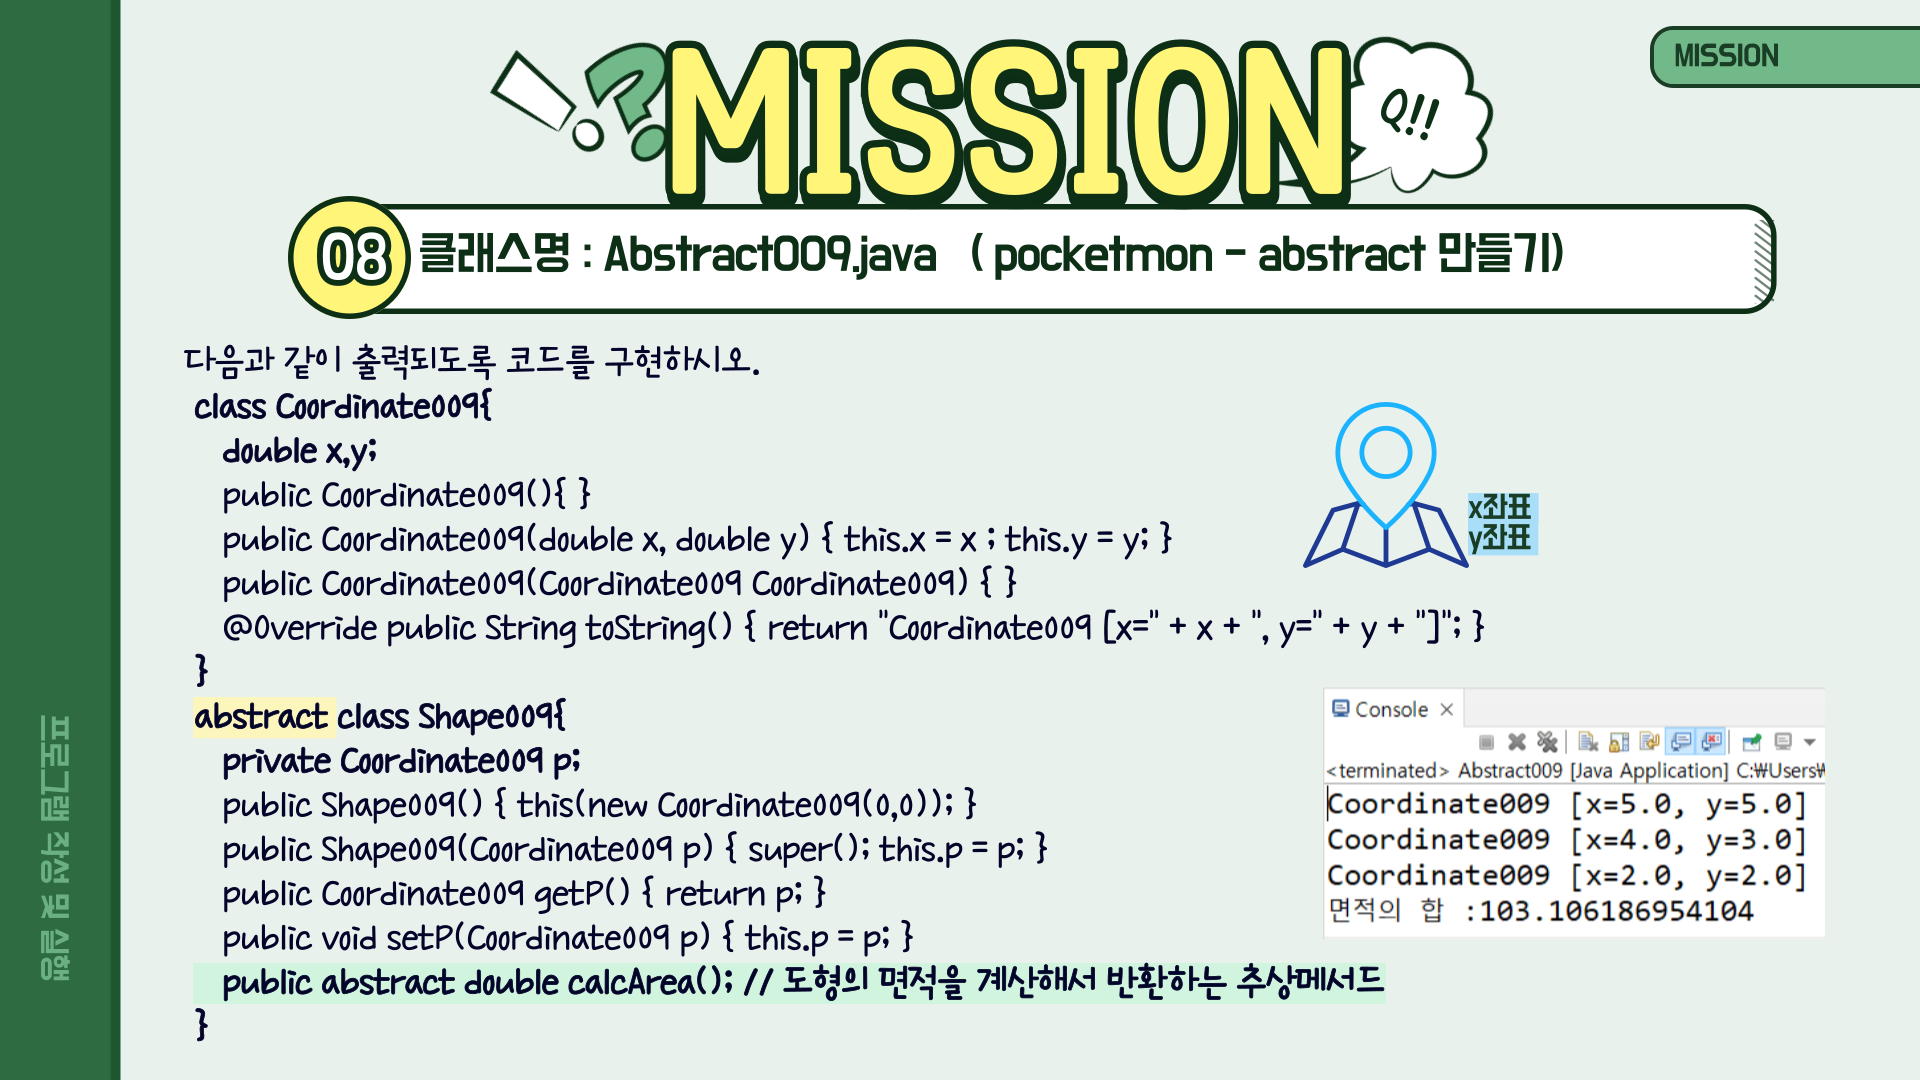 MISSION
MISSION
Q!!
08
클래스명 : Abstract009.java ( pocketmon - abstract 만들기)
다음과 같이 출력되도록 코드를 구현하시오.
class Coordinate009{
double x,y;
public Coordinate009(){ }
public Coordinate009(double x, double y) { this.x = x ; this.y = y; }
public Coordinate009(Coordinate009 Coordinate009) { }
@Override public String toString() { return "Coordinate009 [x=" + x + ", y=" + y + "]"; }
}
x좌표
y좌표
abstract class Shape009{
private Coordinate009 p;
public Shape009() { this(new Coordinate009(0,0)); }
public Shape009(Coordinate009 p) { super(); this.p = p; }
public Coordinate009 getP() { return p; }
public void setP(Coordinate009 p) { this.p = p; }
public abstract double calcArea(); // 도형의 면적을 계산해서 반환하는 추상메서드
}
Console
<terminated> Abstract009 [Java Application] C:₩Users₩
Coordinate009 [x=5.0, y=5.0]
Coordinate009 [x=4.0, y=3.0]
Coordinate009 [x=2.0, y=2.0]
면적의 합 :103.106186954104
프로그램 작성 및 실행